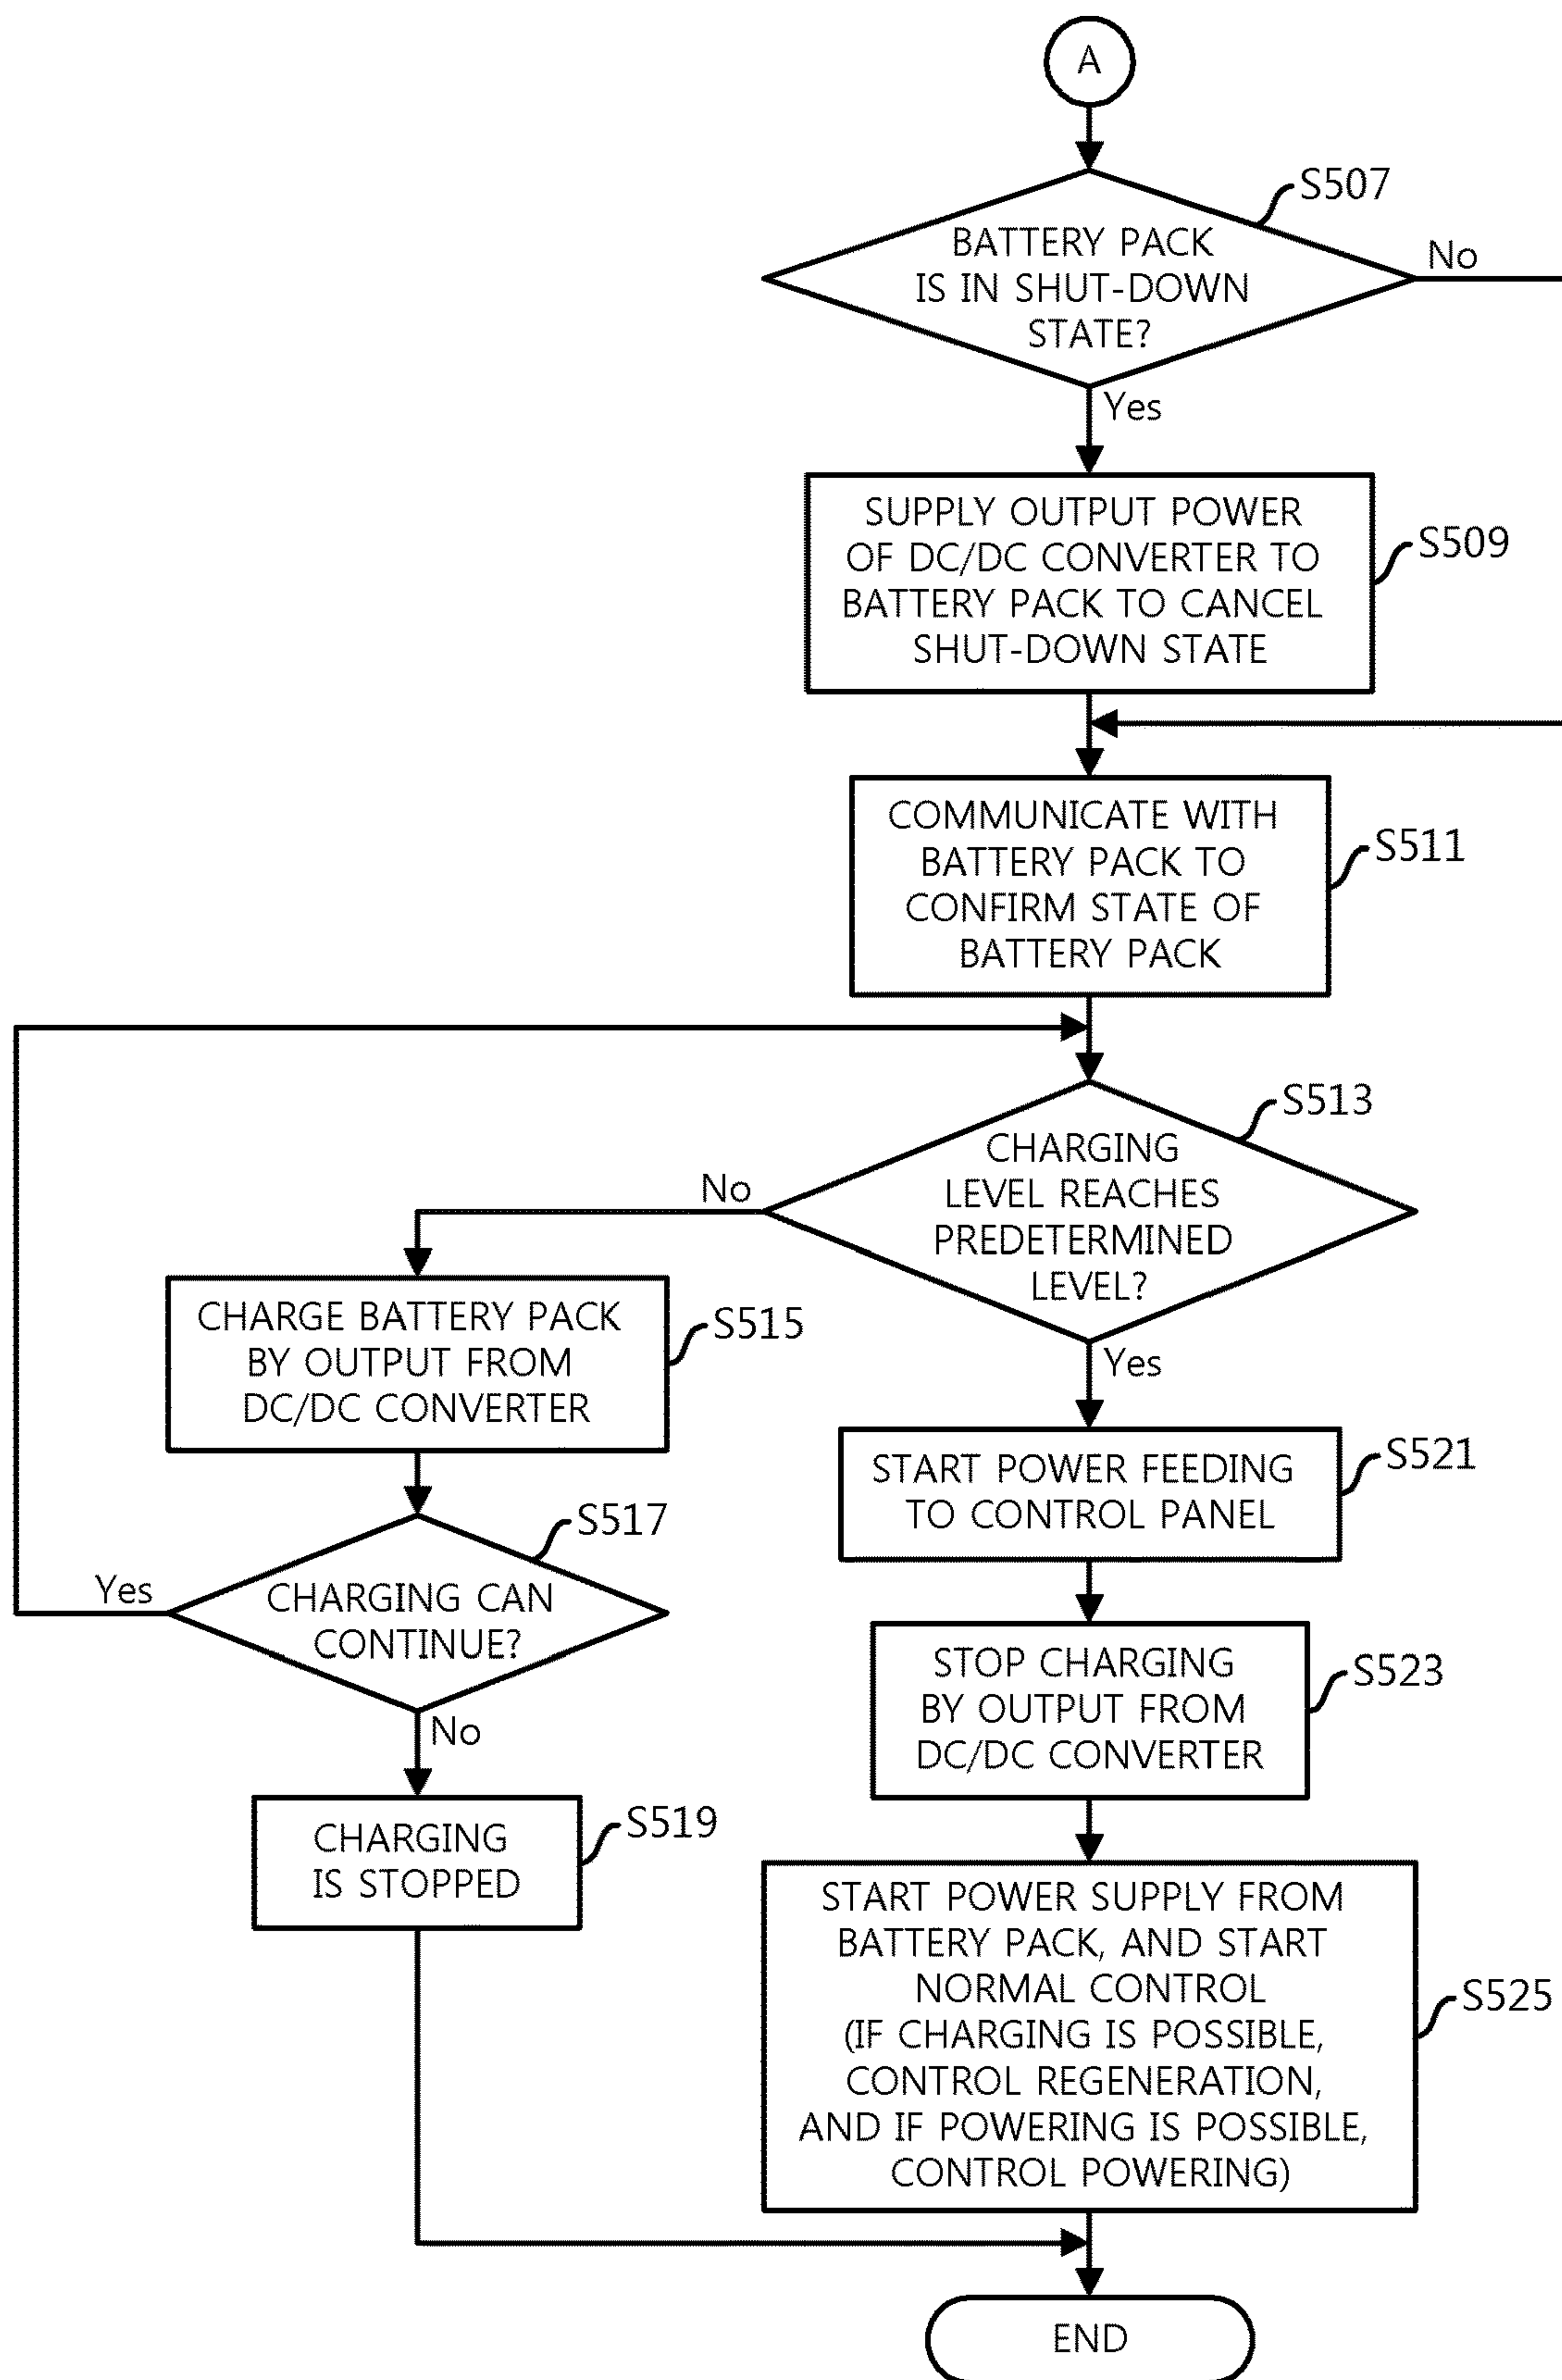 A
S507
BATTERY PACK
IS IN SHUT-DOWN
STATE?
No
Yes
SUPPLY OUTPUT POWER
OF DC/DC CONVERTER TO
BATTERY PACK TO CANCEL
SHUT-DOWN STATE
S509
COMMUNICATE WITH
BATTERY PACK TO
CONFIRM STATE OF
BATTERY PACK
S511
S513
CHARGING
LEVEL REACHES
PREDETERMINED
LEVEL?
No
Yes
CHARGE BATTERY PACK
BY OUTPUT FROM
DC/DC CONVERTER
S515
S517
CHARGING CAN
CONTINUE?
Yes
No
CHARGING
IS STOPPED
S519
START POWER FEEDING
TO CONTROL PANEL
S521
STOP CHARGING
BY OUTPUT FROM
DC/DC CONVERTER
S523
START POWER SUPPLY FROM
BATTERY PACK, AND START
NORMAL CONTROL
(IF CHARGING IS POSSIBLE,
CONTROL REGENERATION,
AND IF POWERING IS POSSIBLE,
CONTROL POWERING)
S525
END